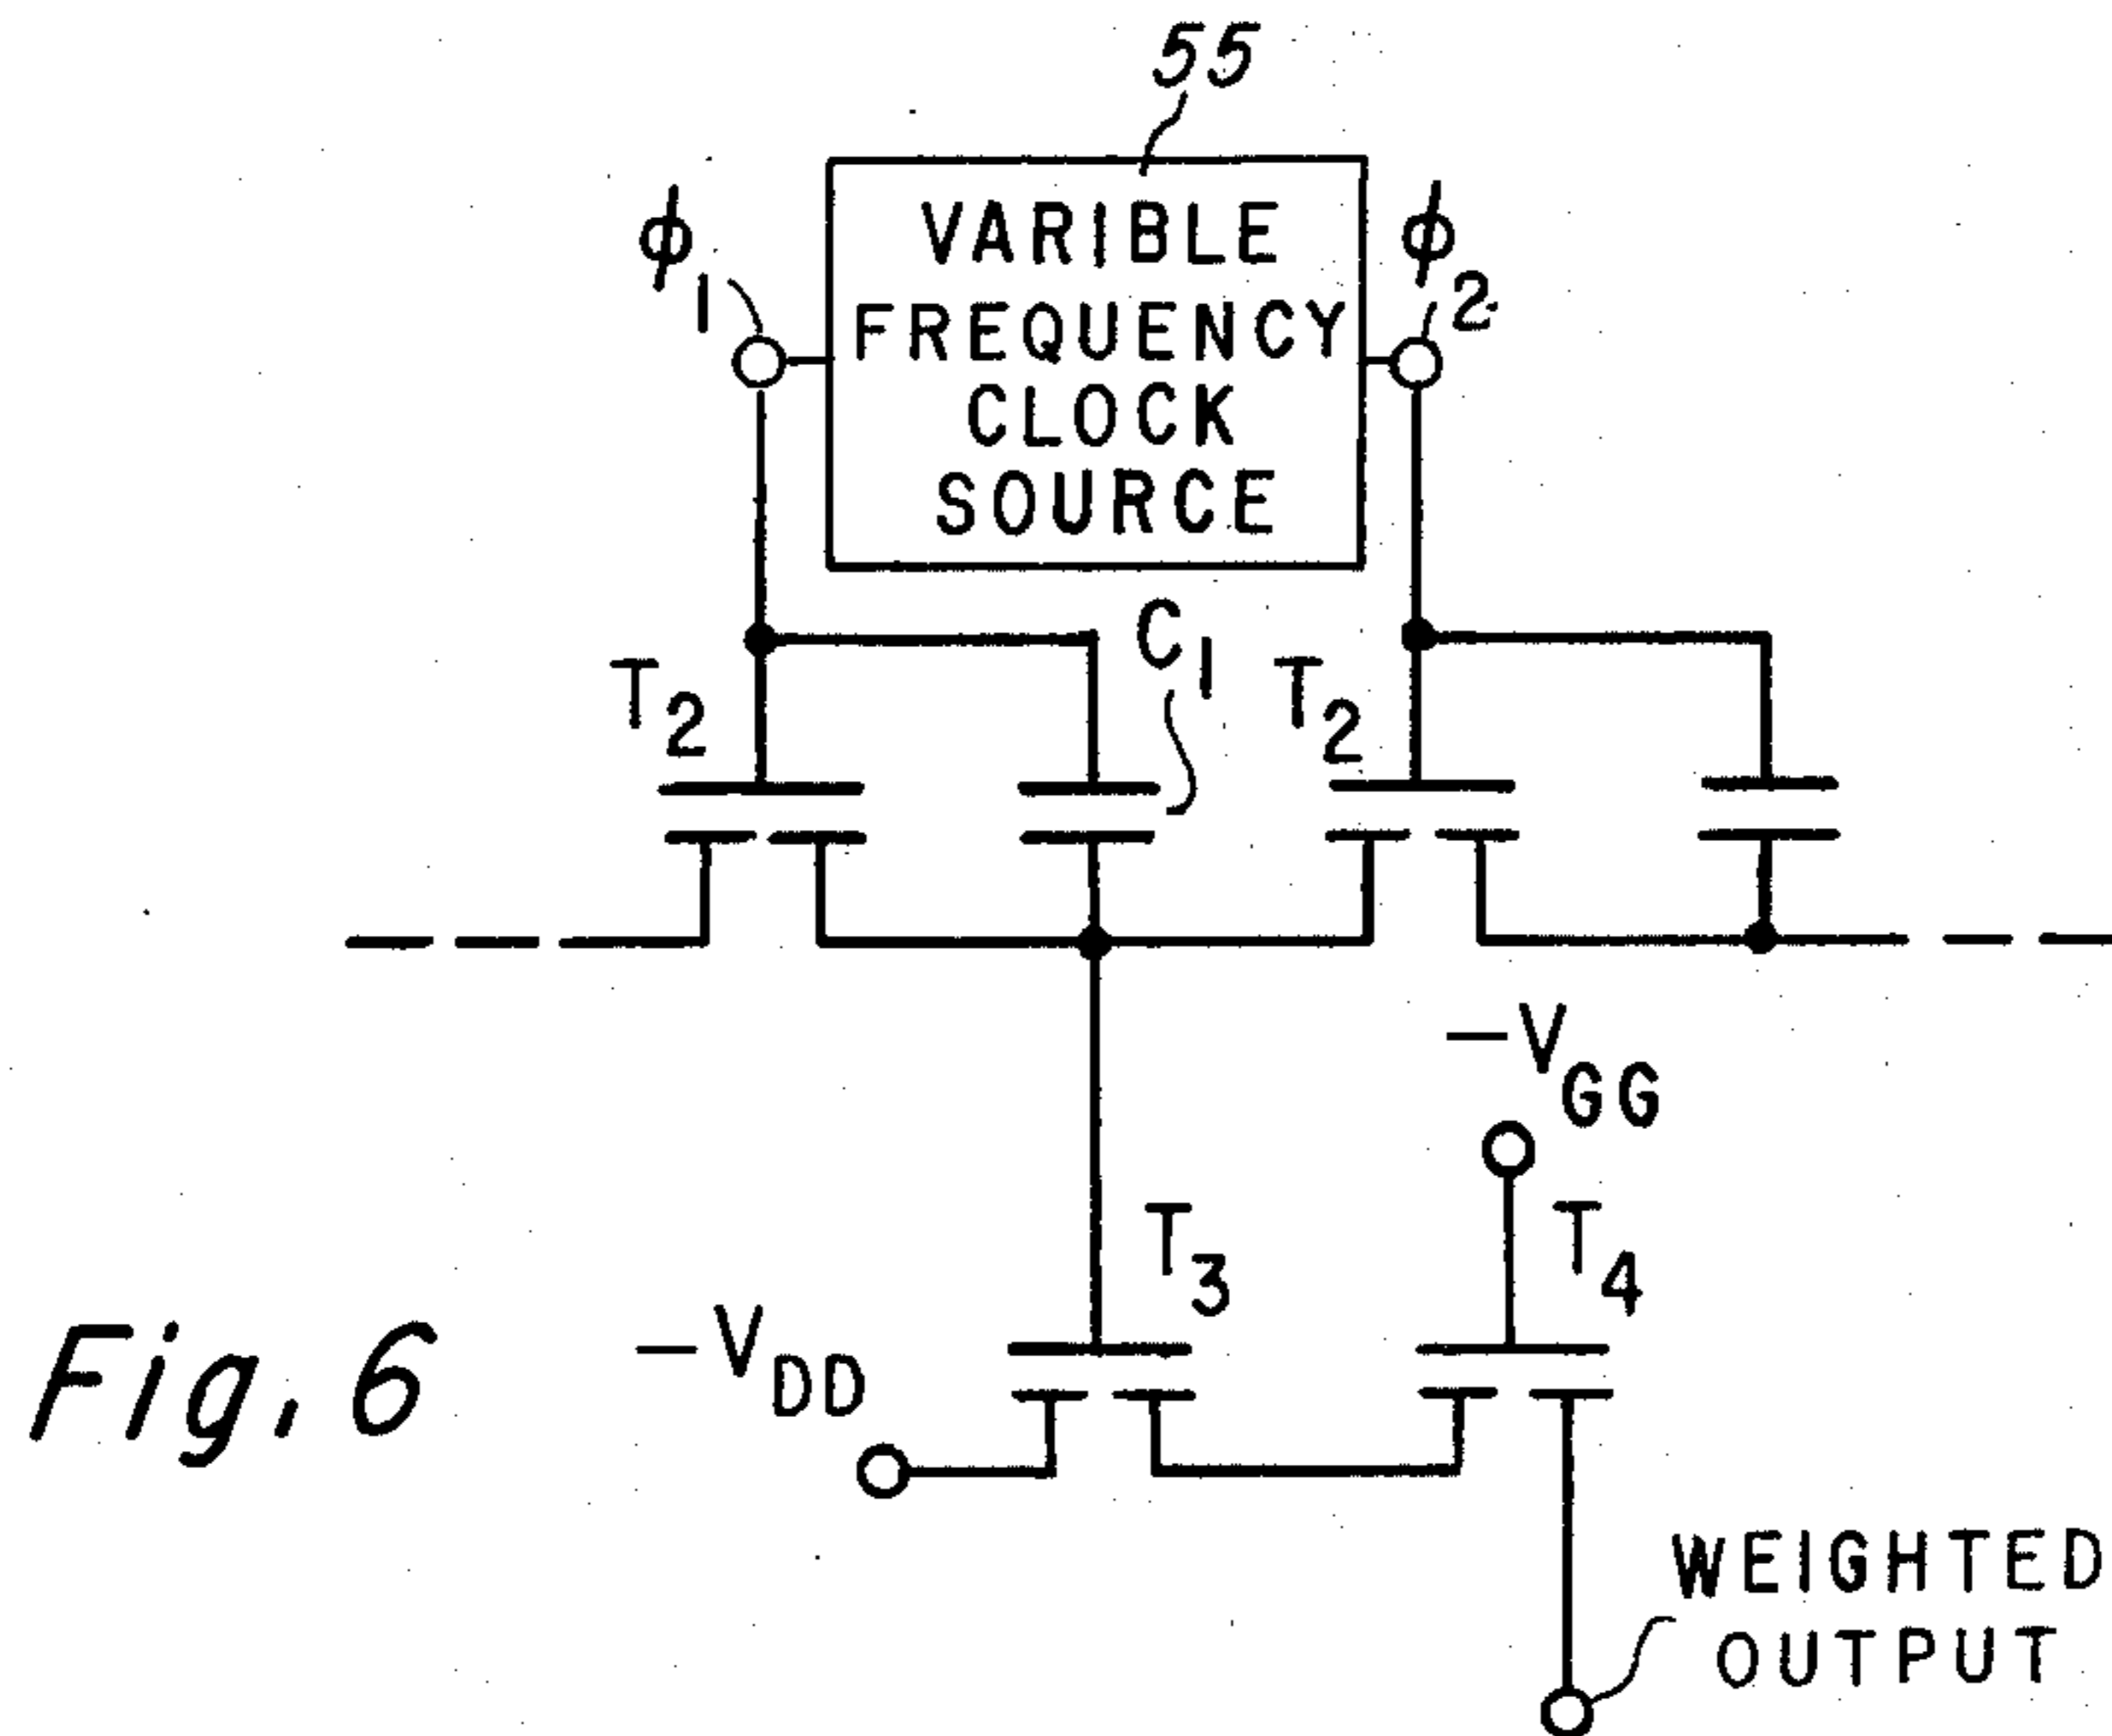 55
ϕ1
VARIBLE
FREQUENCY
CLOCK
SOURCE
ϕ2
T2
C1
T2
-VGG
T3
T4
-VDD
Fig. 6
WEIGHTED
OUTPUT